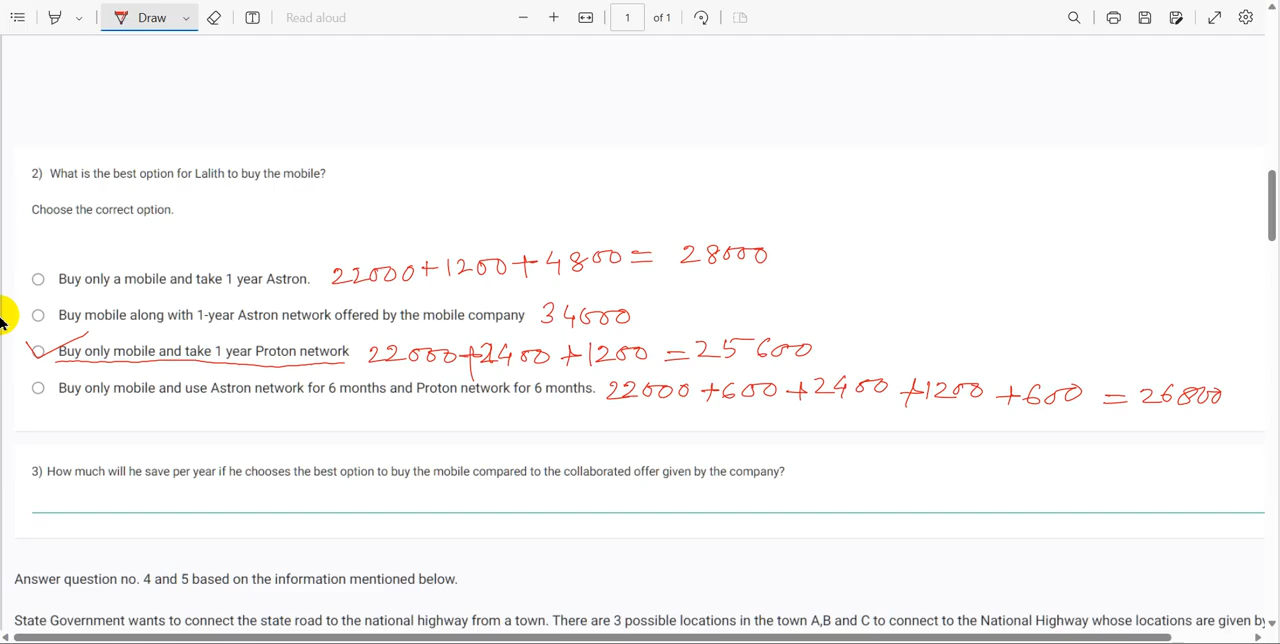 Draw Read aloud 1 of 1
2) What is the best option for Lalith to buy the mobile?
Choose the correct option.
Buy only a mobile and take 1 year Astron. 22000+1200+4800= 28000
Buy mobile along with 1-year Astron network offered by the mobile company 34000
Buy only mobile and take 1 year Proton network 22000+2400+1200=25600
Buy only mobile and use Astron network for 6 months and Proton network for 6 months. 22000+600+2400+1200+600=26800
3) How much will he save per year if he chooses the best option to buy the mobile compared to the collaborated offer given by the company?
Answer question no. 4 and 5 based on the information mentioned below.
State Government wants to connect the state road to the national highway from a town. There are 3 possible locations in the town A,B and C to connect to the National Highway whose locations are given by